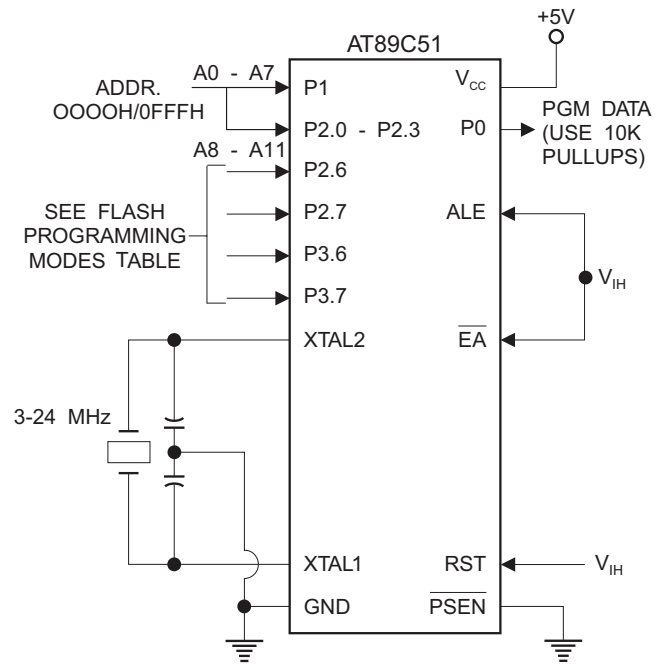 +5V
AT89C51
A0 - A7
ADDR.
OOOOH/0FFFH
P1
VCC
P2.0 - P2.3
P0
PGM DATA
(USE 10K
PULLUPS)
A8 - A11
P2.6
SEE FLASH
PROGRAMMING
MODES TABLE
P2.7
ALE
P3.6
P3.7
VIH
XTAL2
EA
3-24 MHz
XTAL1
RST
VIH
GND
PSEN